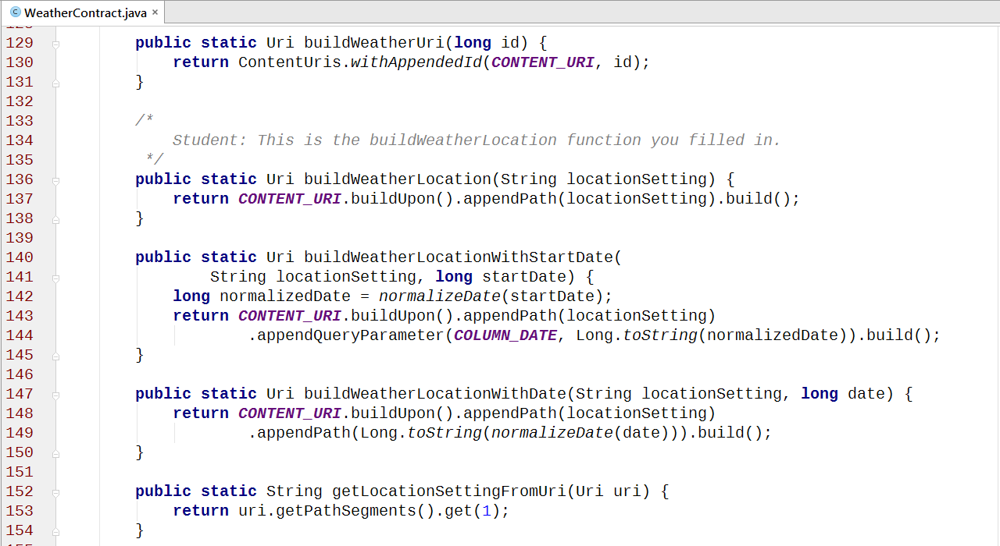 WeatherContract.java ×
129 public static Uri buildWeatherUri(long id) {
130 return ContentUris.withAppendedId(CONTENT_URI, id);
131 }
132
133 /*
134 Student: This is the buildWeatherLocation function you filled in.
135 */
136 public static Uri buildWeatherLocation(String locationSetting) {
137 return CONTENT_URI.buildUpon().appendPath(locationSetting).build();
138 }
139
140 public static Uri buildWeatherLocationWithStartDate(
141 String locationSetting, long startDate) {
142 long normalizedDate = normalizeDate(startDate);
143 return CONTENT_URI.buildUpon().appendPath(locationSetting)
144 .appendQueryParameter(COLUMN_DATE, Long.toString(normalizedDate)).build();
145 }
146
147 public static Uri buildWeatherLocationWithDate(String locationSetting, long date) {
148 return CONTENT_URI.buildUpon().appendPath(locationSetting)
149 .appendPath(Long.toString(normalizeDate(date))).build();
150 }
151
152 public static String getLocationSettingFromUri(Uri uri) {
153 return uri.getPathSegments().get(1);
154 }